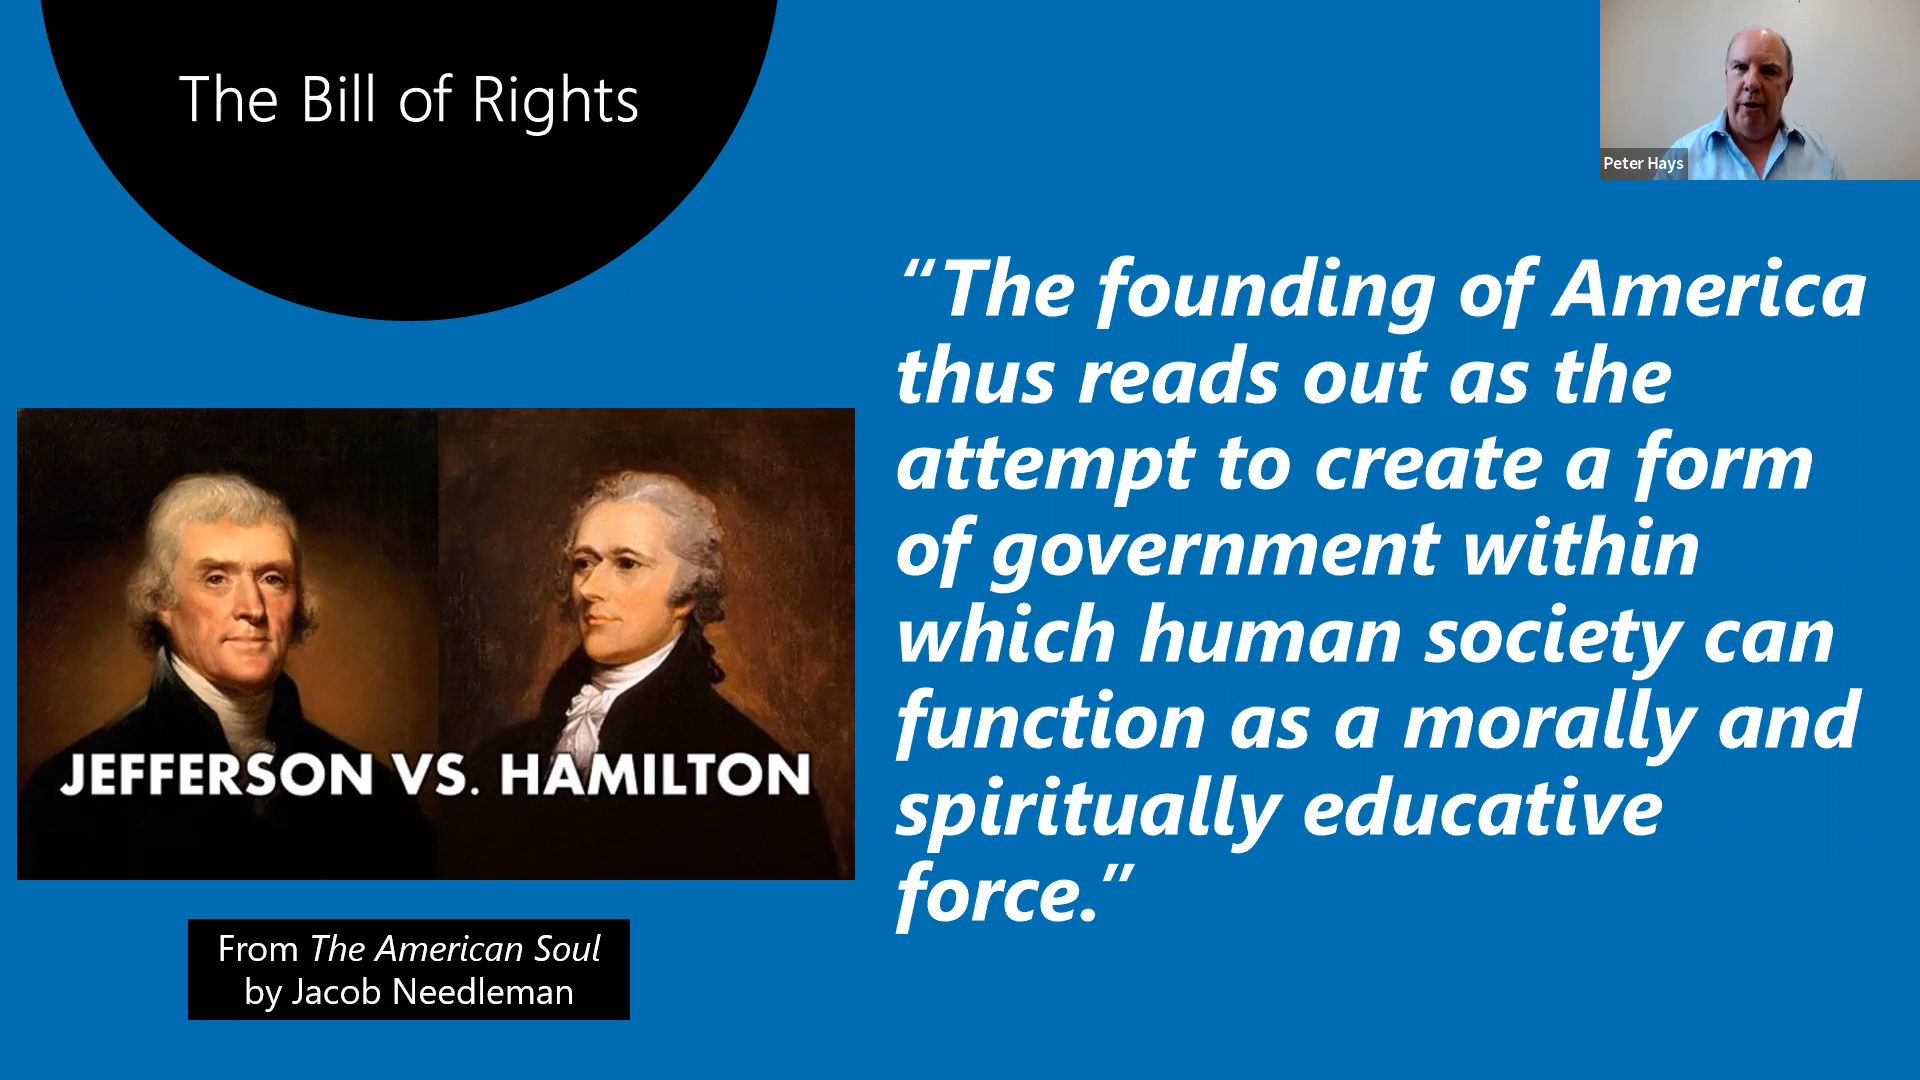 The Bill of Rights
Peter Hays
“The founding of America
thus reads out as the
attempt to create a form
of government within
which human society can
function as a morally and
spiritually educative
force.”
JEFFERSON VS. HAMILTON
From The American Soul
by Jacob Needleman